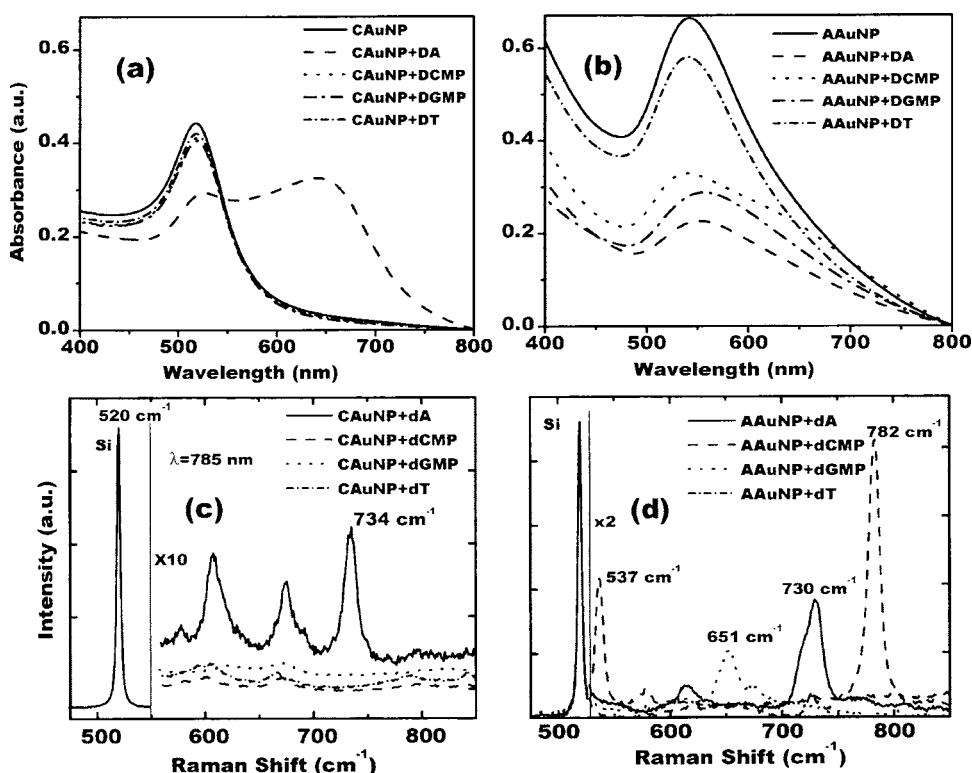 (a)
CAuNP
CAuNP+DA
CAuNP+DCMP
CAuNP+DGMP
CAuNP+DT
0.6
0.4
0.2
0.0
400 500 600 700 800
Absorbance (a.u.)
Wavelength (nm)
(b)
AAuNP
AAuNP+DA
AAuNP+DCMP
AAuNP+DGMP
AAuNP+DT
0.6
0.4
0.2
0.0
400 500 600 700 800
Wavelength (nm)
520 cm-1
Si
λ=785 nm
(c)
X10
CAuNP+dA
CAuNP+dCMP
CAuNP+dGMP
CAuNP+dT
734 cm-1
500 600 700 800
Intensity (a.u.)
Raman Shift (cm-1)
Si
x2
(d)
AAuNP+dA
AAuNP+dCMP
AAuNP+dGMP
AAuNP+dT
782 cm-1
537 cm-1
651 cm-1
730 cm-1
500 600 700 800
Raman Shift (cm-1)